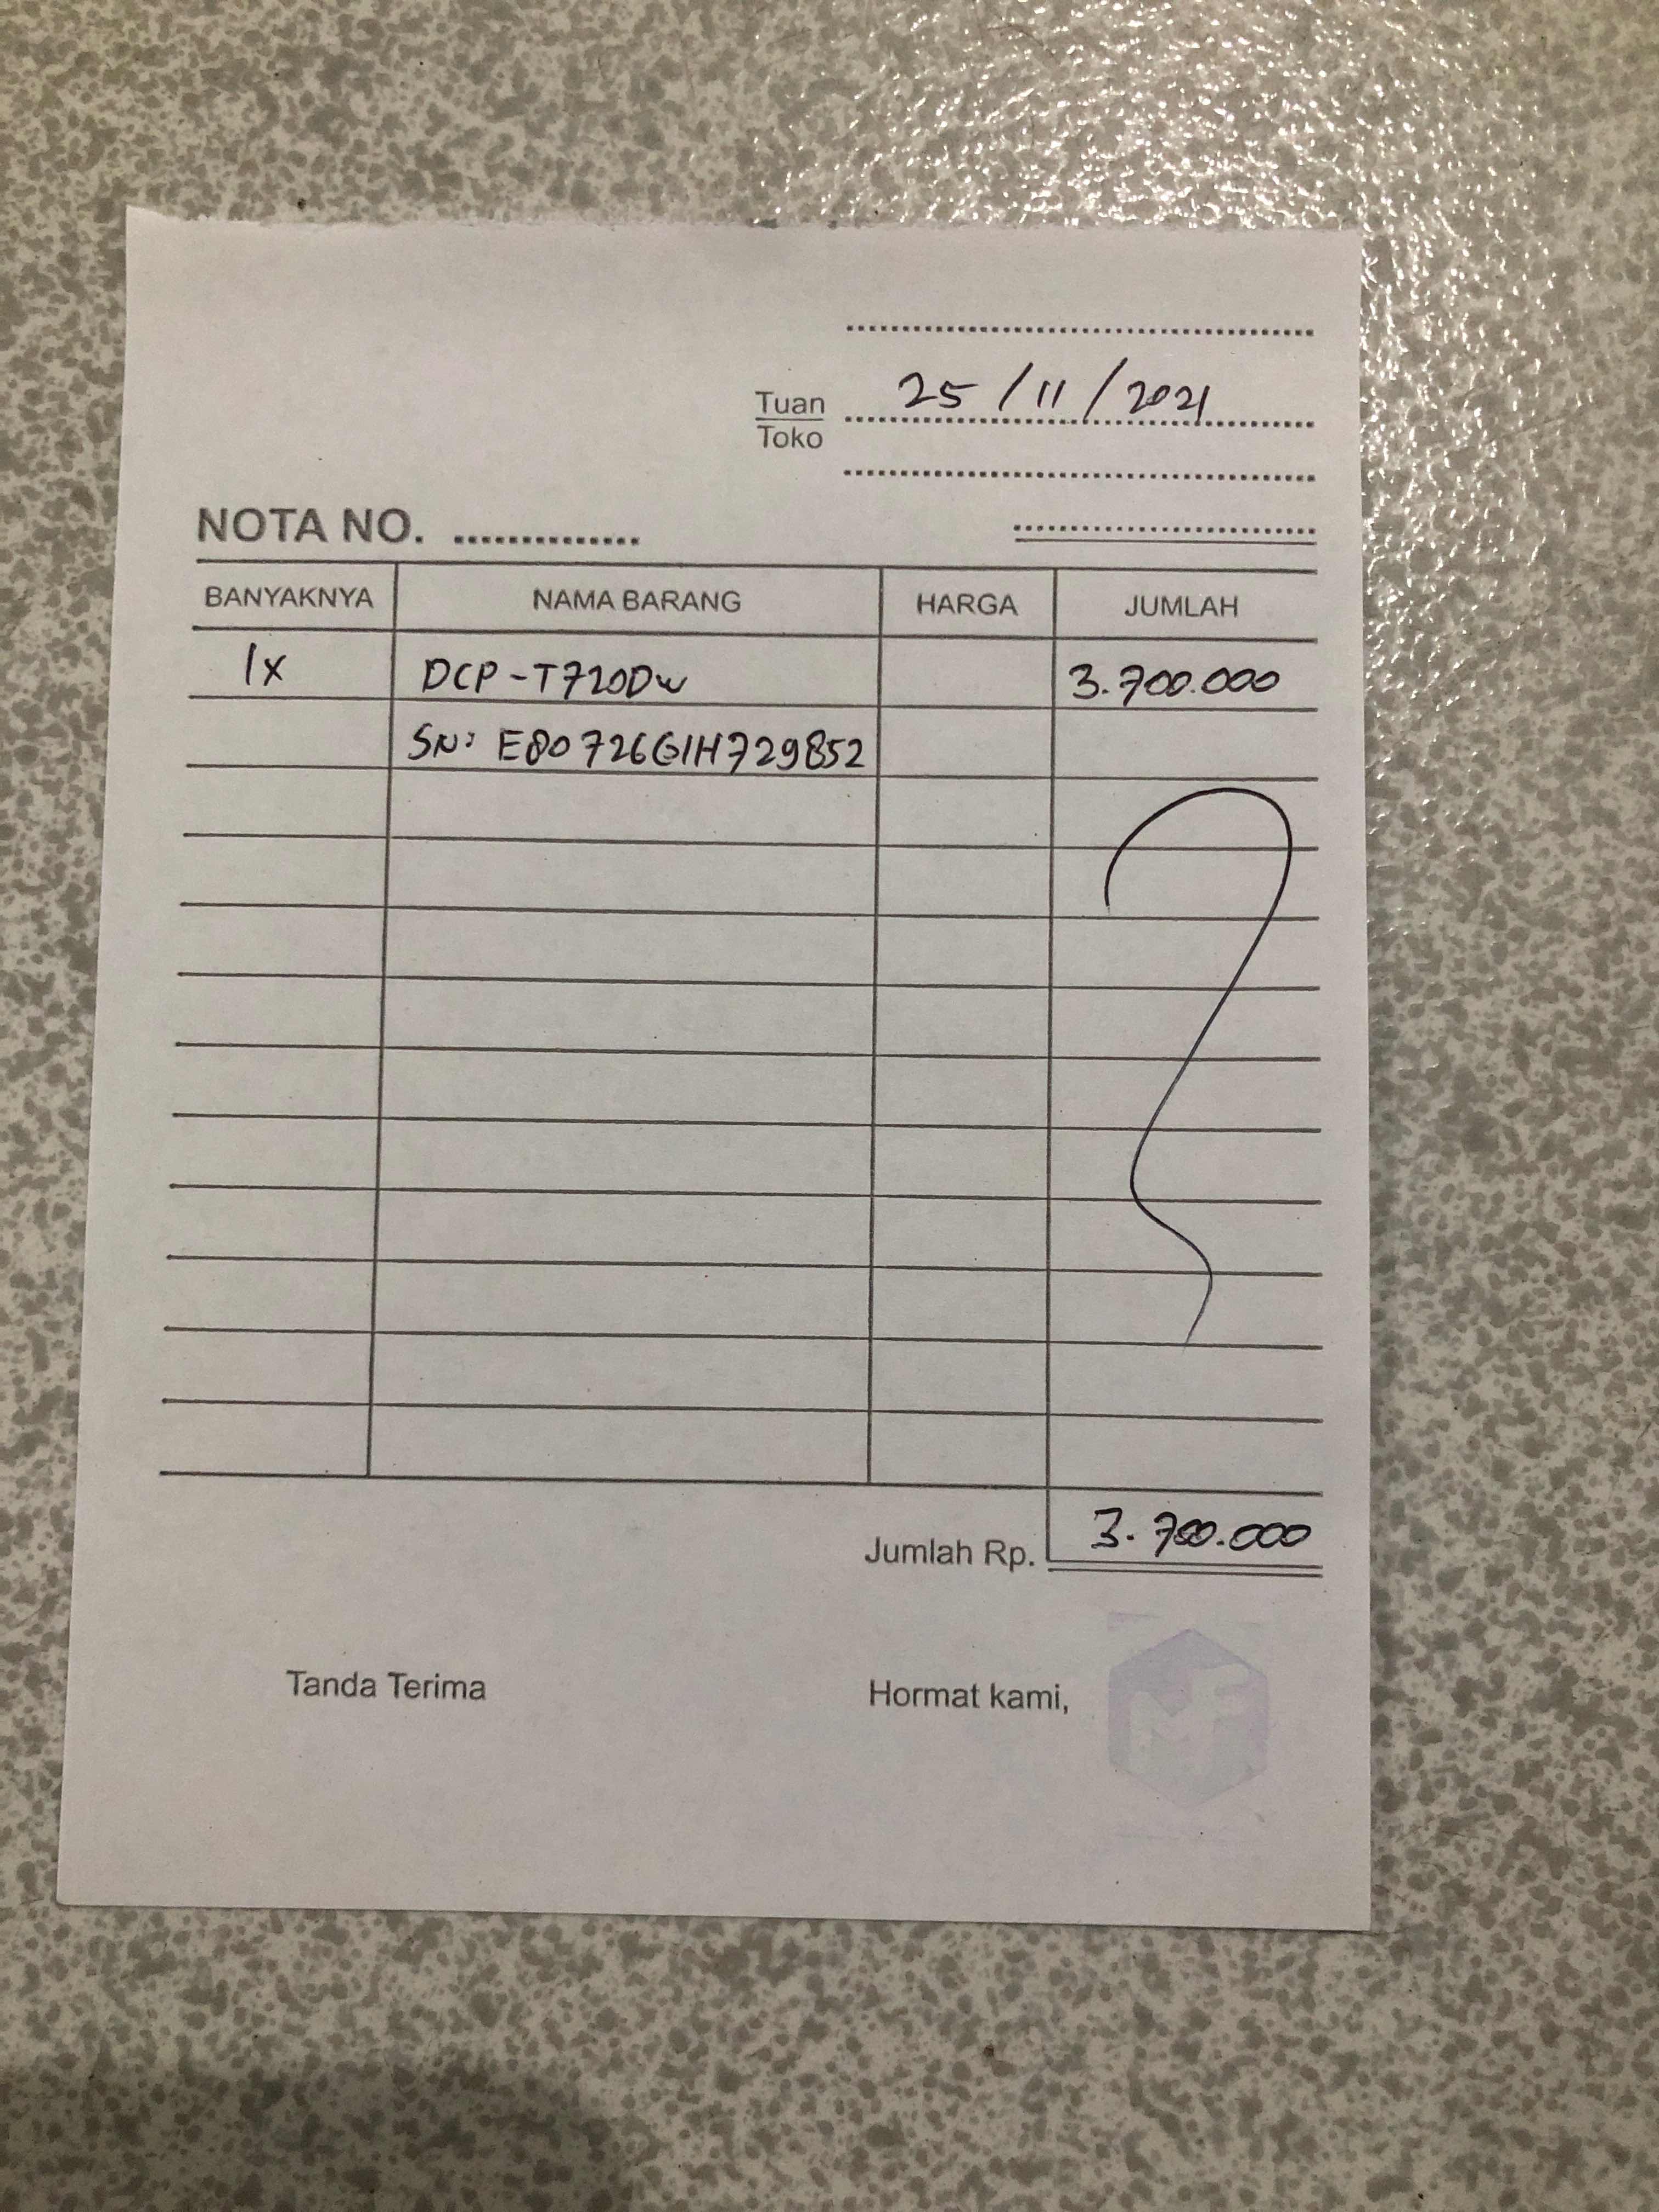 25/11/2021
Tuan
Toko
NOTA NO. ..............
BANYAKNYA NAMA BARANG HARGA JUMLAH
1x DCP-T720DW 3.700.000
SN: E80726G1H729852
Jumlah Rp. 3.700.000
Tanda Terima Hormat kami,
MF